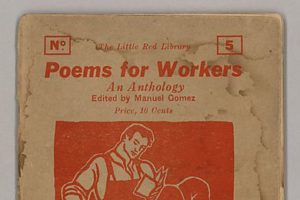 Nº The Little Red Library 5
Poems for Workers
An Anthology
Edited by Manuel Gomez
Price, 10 Cents